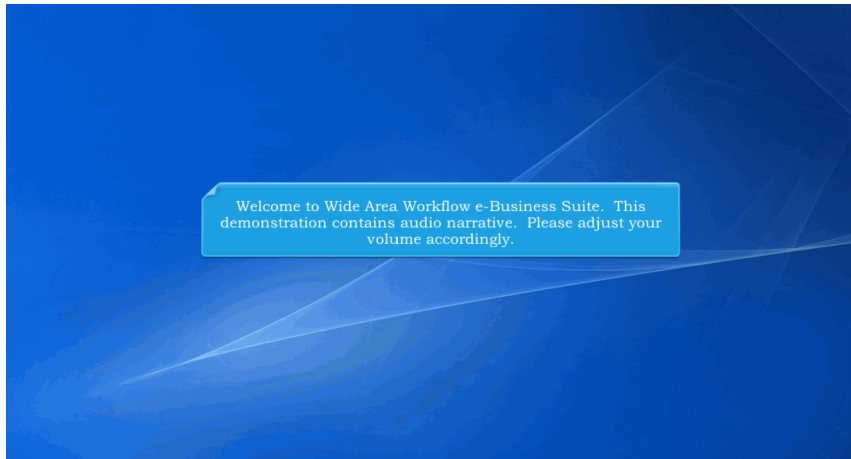 Welcome to Wide Area Workflow e-Business Suite.  This
demonstration contains audio narrative.  Please adjust your
volume accordingly.